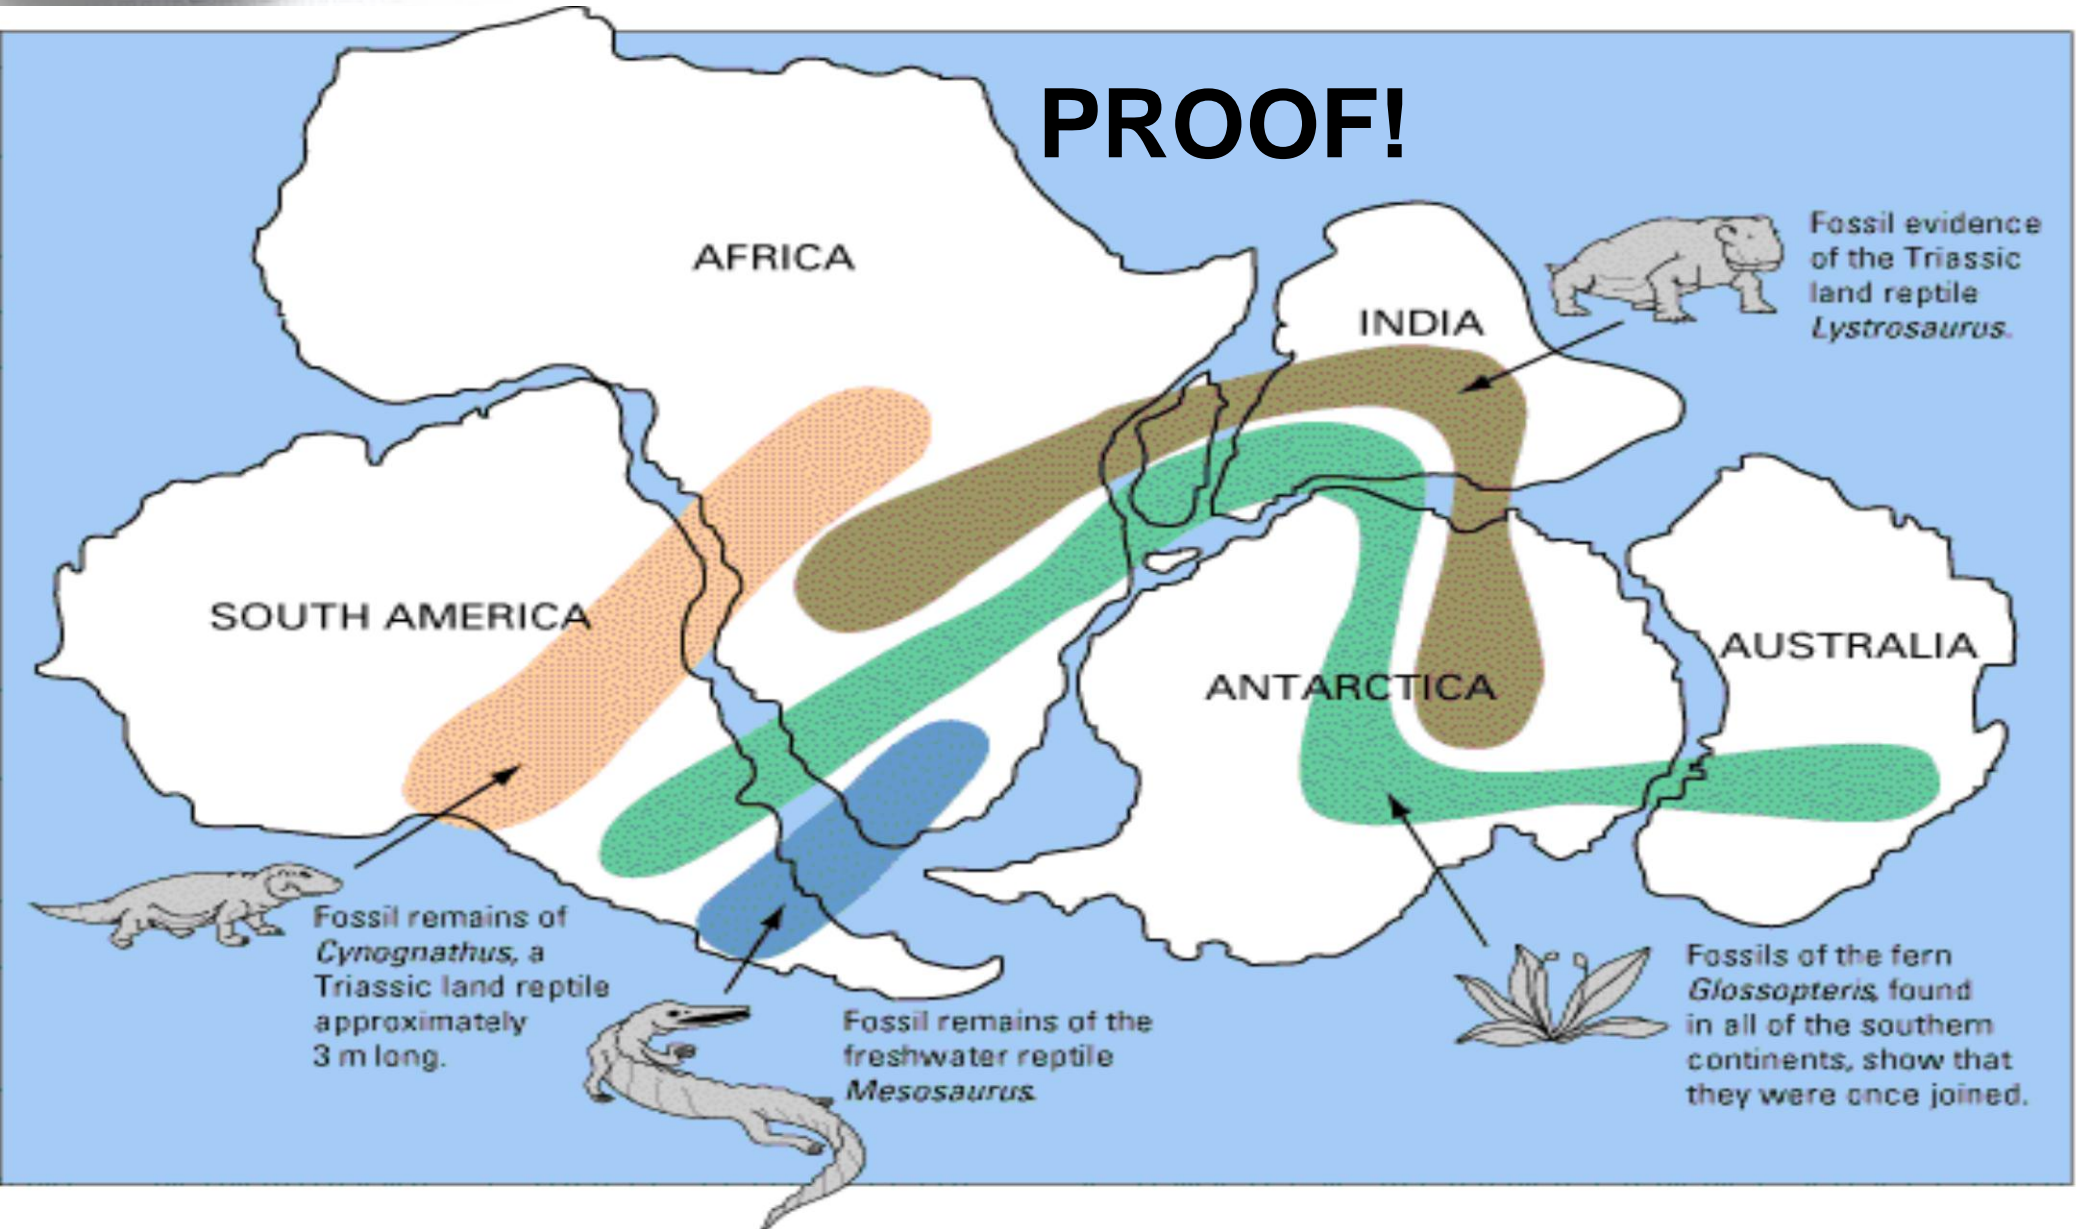 PROOF!
AFRICA
INDIA
Fossil evidence
of the Triassic
land reptile
Lystrosaurus.
SOUTH AMERICA
AUSTRALIA
ANTARCTICA
Fossil remains of
Cynognathus, a
Triassic land reptile
approximately
3 m long.
Fossil remains of the
freshwater reptile
Mesosaurus.
Fossils of the fern
Glossopteris, found
in all of the southern
continents, show that
they were once joined.